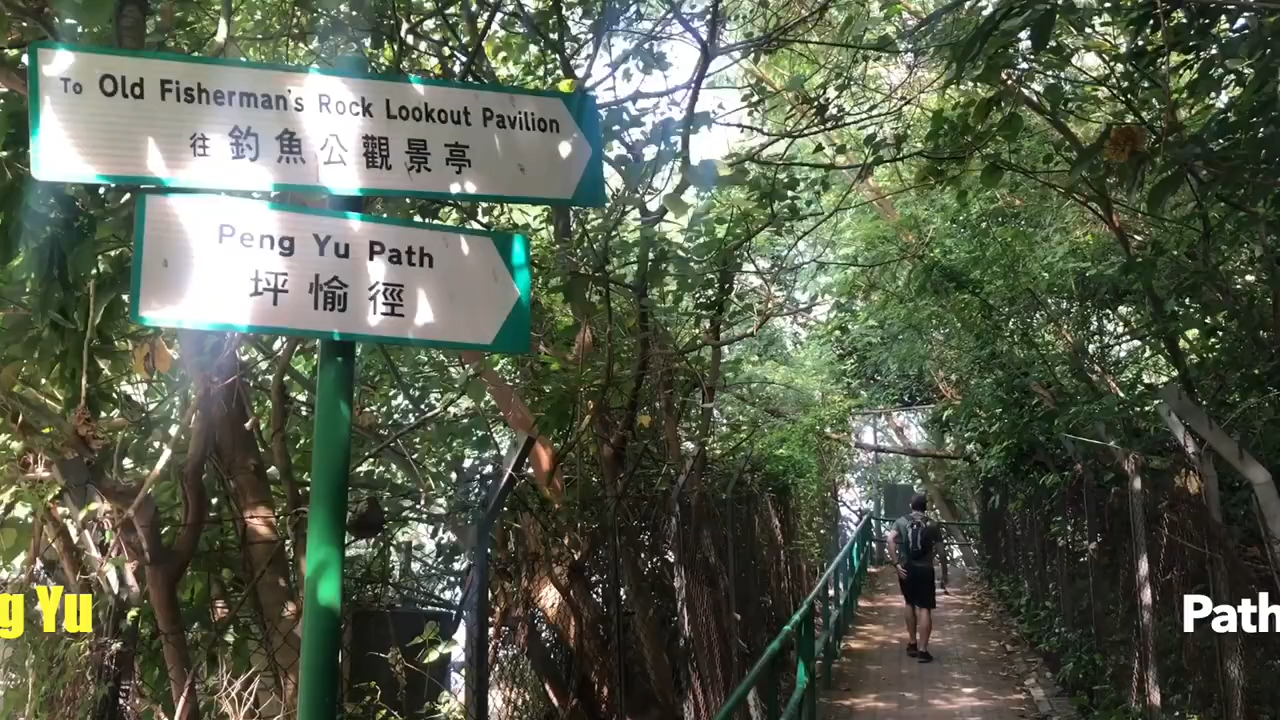 To Old Fisherman's Rock Lookout Pavilion
往釣魚公觀景亭
Peng Yu Path
坪愉徑
g Yu
Path